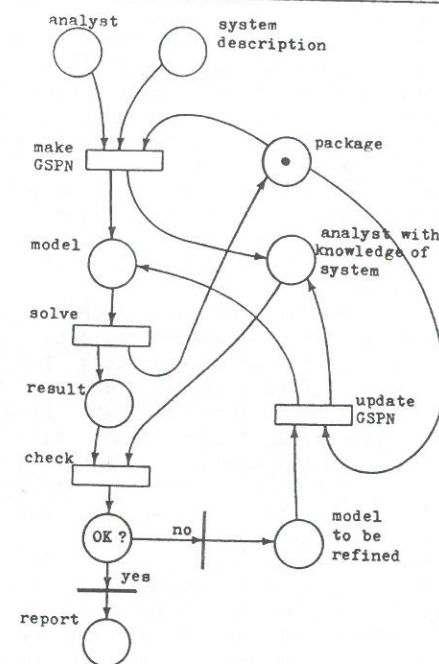 analyst
system
description
make
GSPN
package
model
analyst with
knowledge of
system
solve
result
update
GSPN
check
OK ?
no
model
to be
refined
yes
report